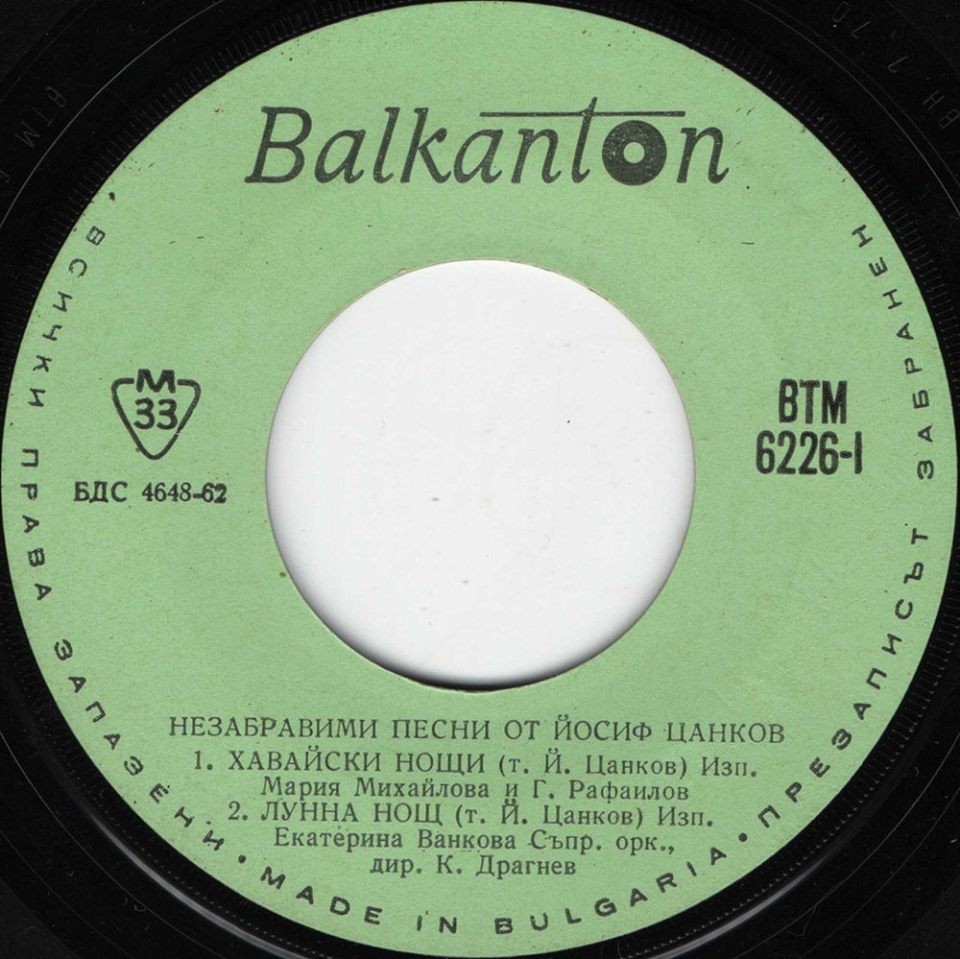 Balkanton
М
33
БДС 4648-62
ВТМ
6226-I
НЕЗАБРАВИМИ ПЕСНИ ОТ ЙОСИФ ЦАНКОВ
1. ХАВАЙСКИ НОЩИ (т. Й. Цанков) Изп.
Мария Михайлова и Г. Рафаилов
2. ЛУННА НОЩ (т. Й. Цанков) Изп.
Екатерина Ванкова Съпр. орк.,
дир. К. Драгнев
ВСИЧКИ ПРАВА ЗАПАЗЕНИ • MADE IN BULGARIA • ПРЕЗАПИСЪТ ЗАБРАНЕН